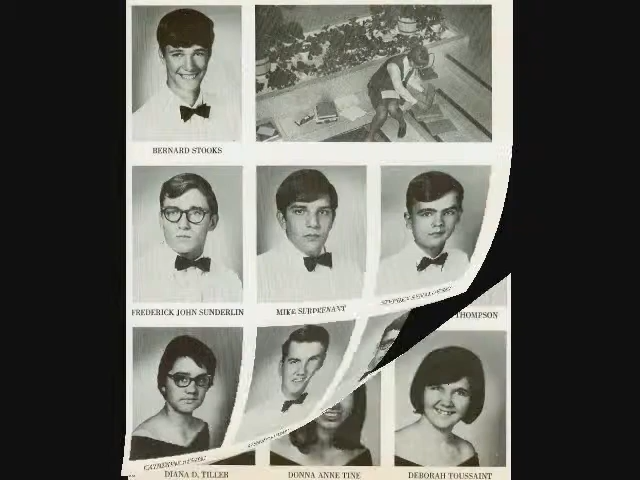 BERNARD STOOKS
FREDERICK JOHN SUNDERLIN
MIKE SURPRENANT
THOMPSON
DIANA D. TILLER
DONNA ANNE TINE
DEBORAH TOUSSAINT